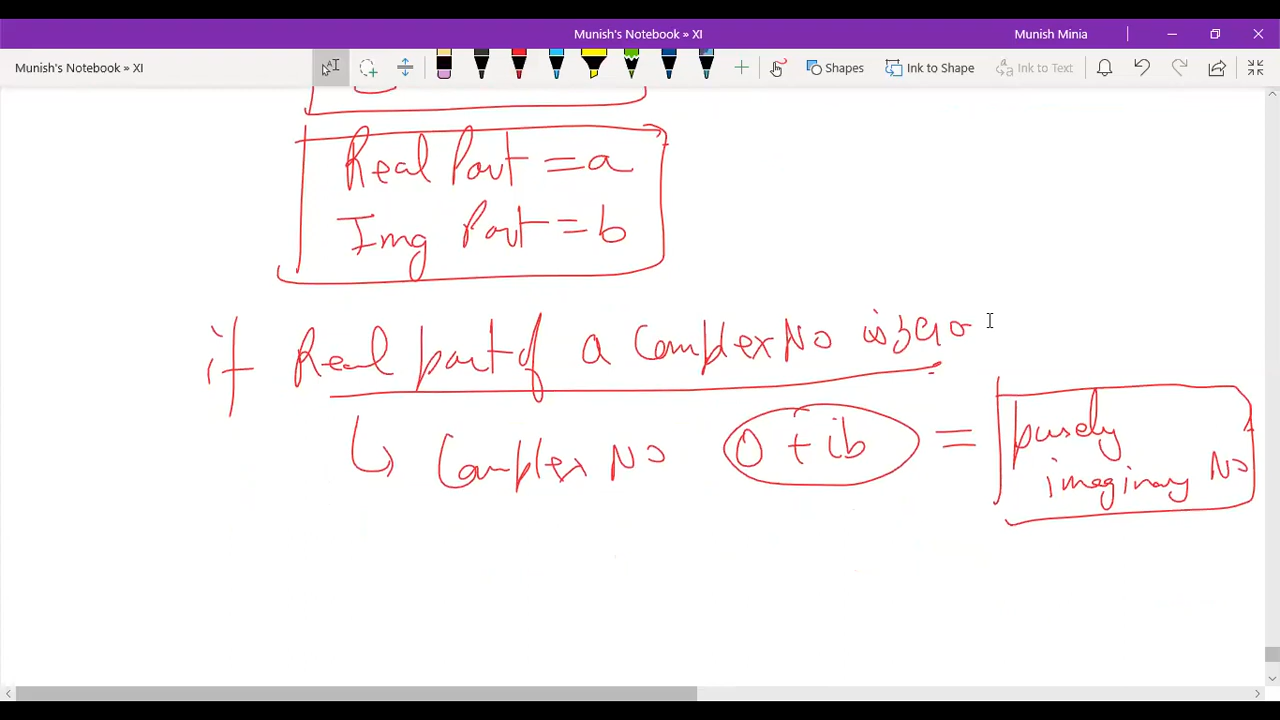 Munish's Notebook » XI
Munish Minia
Munish's Notebook » XI
Shapes
Ink to Shape
Ink to Text
Real Part = a
Img Part = b
if Real part of a Complex No is zero
↳ Complex No 0 + ib = purely
imaginary No